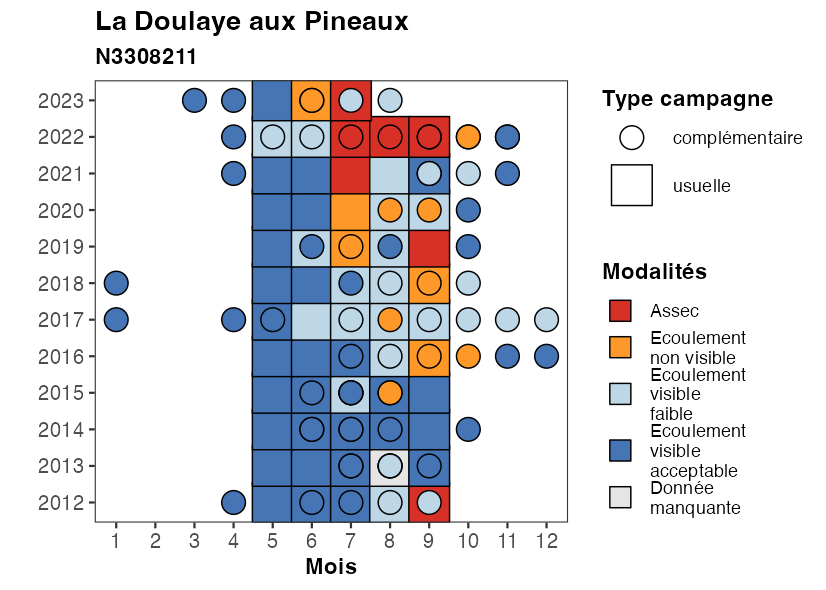 La Doulaye aux Pineaux
N3308211
2023
2022
2021
2020
2019
2018
2017
2016
2015
2014
2013
2012
1 2 3 4 5 6 7 8 9 10 11 12
Mois
Type campagne
complémentaire
usuelle
Modalités
Assec
Ecoulement
non visible
Ecoulement
visible
faible
Ecoulement
visible
acceptable
Donnée
manquante